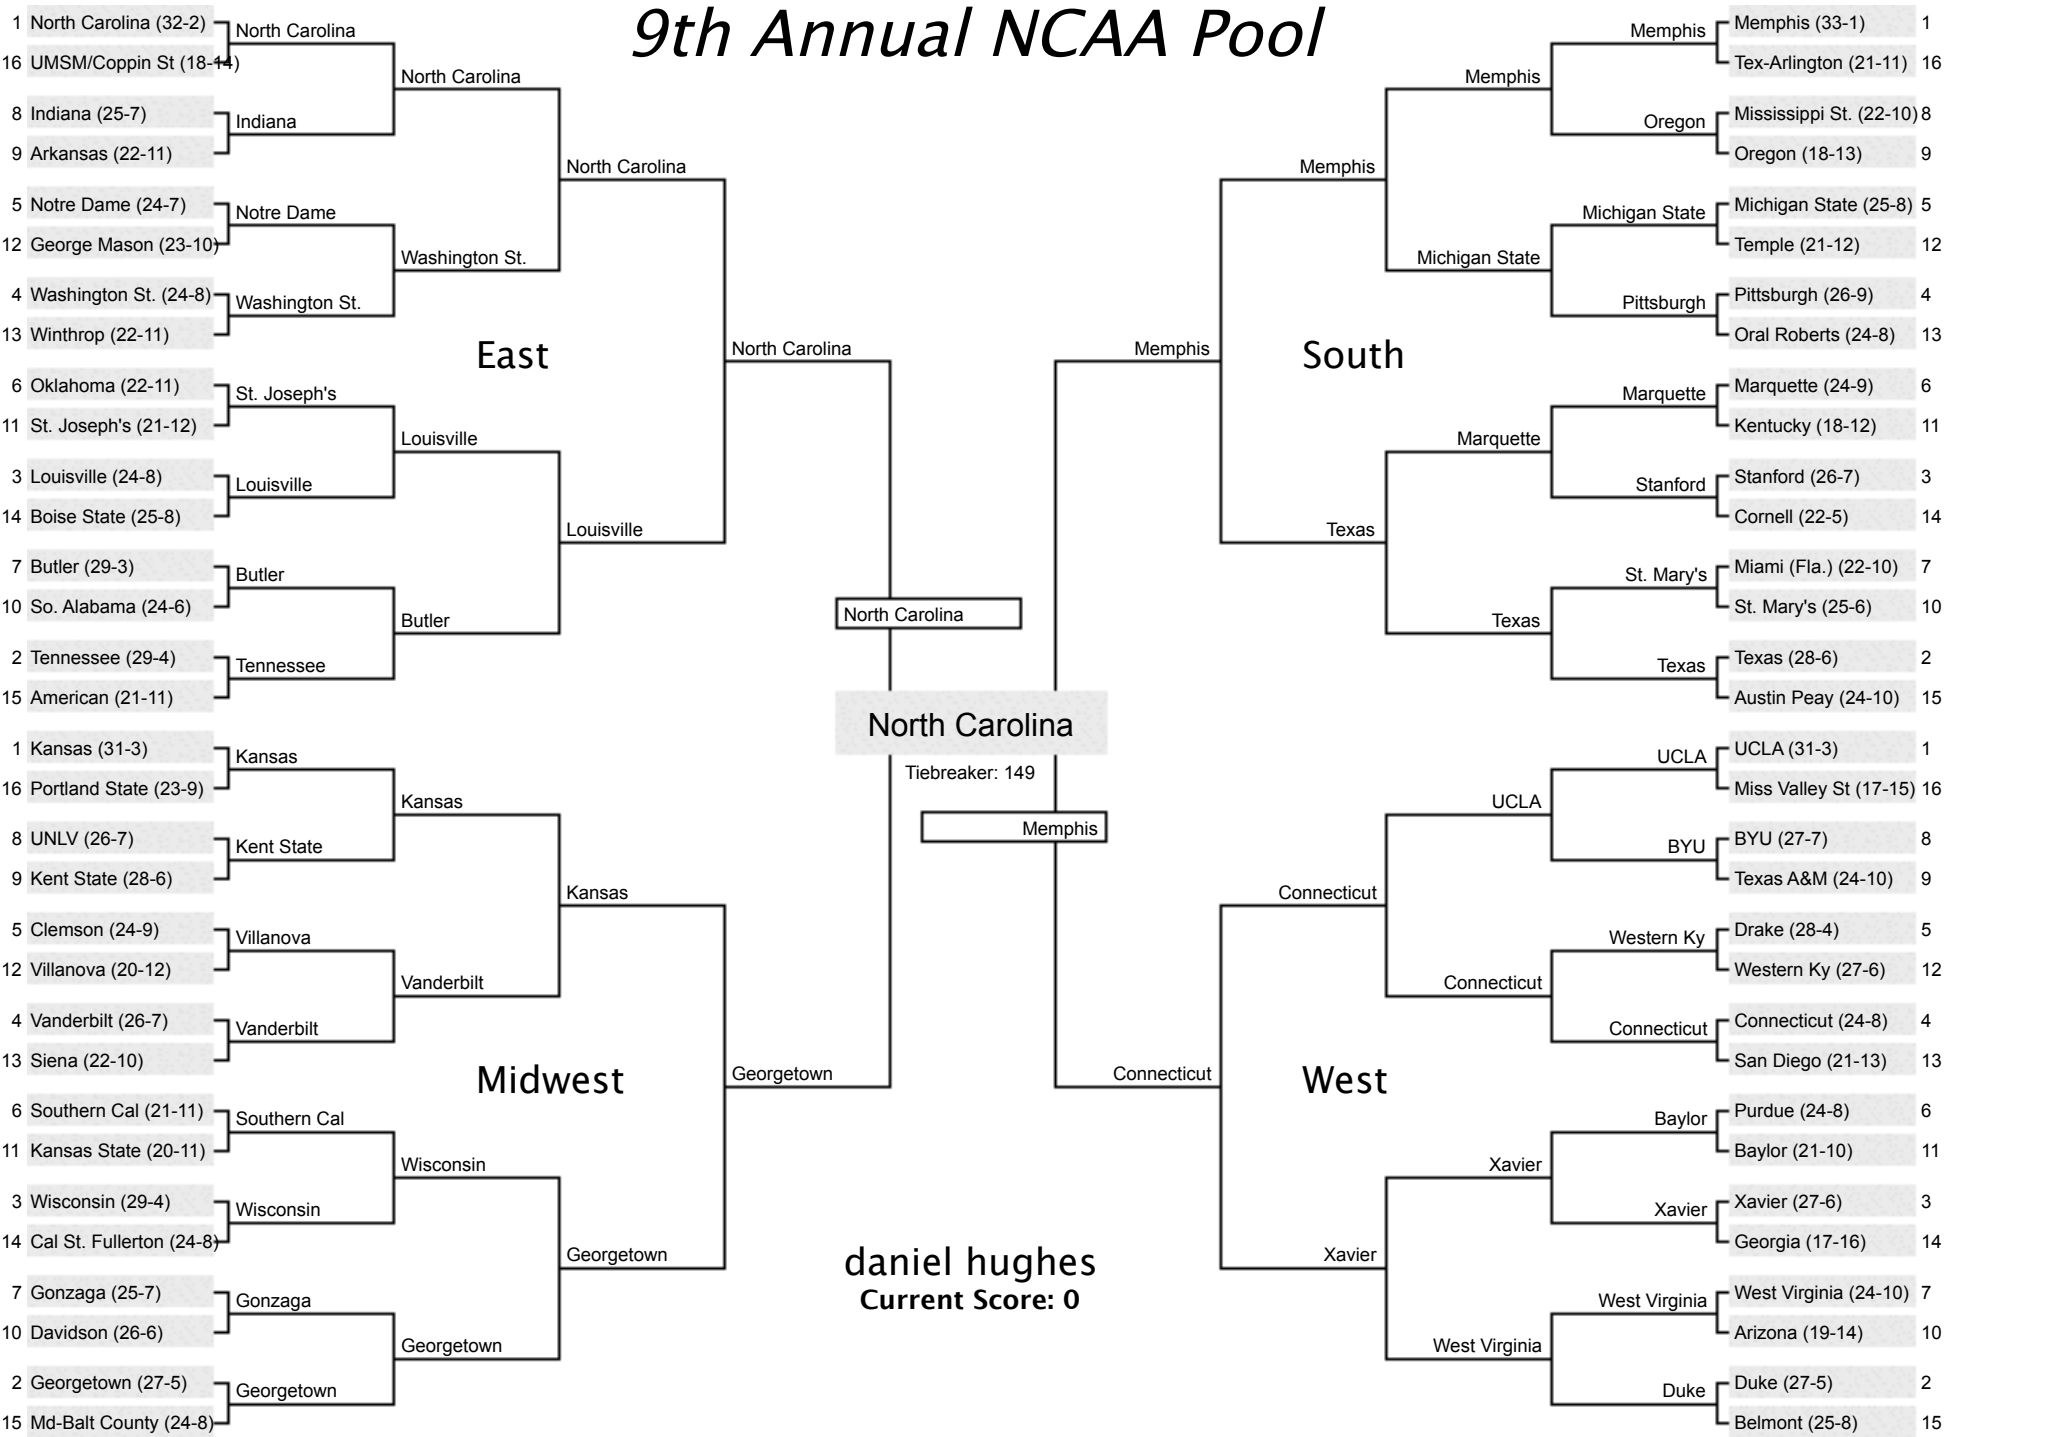 9th Annual NCAA Pool
1 North Carolina (32-2)
16 UMSM/Coppin St (18-14)
8 Indiana (25-7)
9 Arkansas (22-11)
5 Notre Dame (24-7)
12 George Mason (23-10)
4 Washington St. (24-8)
13 Winthrop (22-11)
6 Oklahoma (22-11)
11 St. Joseph's (21-12)
3 Louisville (24-8)
14 Boise State (25-8)
7 Butler (29-3)
10 So. Alabama (24-6)
2 Tennessee (29-4)
15 American (21-11)
North Carolina
Indiana
Notre Dame
Washington St.
St. Joseph's
Louisville
Butler
Tennessee
North Carolina
Washington St.
Louisville
Butler
North Carolina
Louisville
East
North Carolina
1 Kansas (31-3)
16 Portland State (23-9)
8 UNLV (26-7)
9 Kent State (28-6)
5 Clemson (24-9)
12 Villanova (20-12)
4 Vanderbilt (26-7)
13 Siena (22-10)
6 Southern Cal (21-11)
11 Kansas State (20-11)
3 Wisconsin (29-4)
14 Cal St. Fullerton (24-8)
7 Gonzaga (25-7)
10 Davidson (26-6)
2 Georgetown (27-5)
15 Md-Balt County (24-8)
Kansas
Kent State
Villanova
Vanderbilt
Southern Cal
Wisconsin
Gonzaga
Georgetown
Kansas
Vanderbilt
Wisconsin
Georgetown
Kansas
Georgetown
Midwest
Georgetown
North Carolina
North Carolina
Tiebreaker: 149
Memphis
daniel hughes
Current Score: 0
Memphis
South
Memphis
Texas
Memphis
Michigan State
Marquette
Texas
Memphis
Oregon
Michigan State
Pittsburgh
Marquette
Stanford
St. Mary's
Texas
Memphis (33-1) 1
Tex-Arlington (21-11) 16
Mississippi St. (22-10) 8
Oregon (18-13) 9
Michigan State (25-8) 5
Temple (21-12) 12
Pittsburgh (26-9) 4
Oral Roberts (24-8) 13
Marquette (24-9) 6
Kentucky (18-12) 11
Stanford (26-7) 3
Cornell (22-5) 14
Miami (Fla.) (22-10) 7
St. Mary's (25-6) 10
Texas (28-6) 2
Austin Peay (24-10) 15
Connecticut
West
Connecticut
Xavier
UCLA
Connecticut
Xavier
West Virginia
UCLA
BYU
Western Ky
Connecticut
Baylor
Xavier
West Virginia
Duke
UCLA (31-3) 1
Miss Valley St (17-15) 16
BYU (27-7) 8
Texas A&M (24-10) 9
Drake (28-4) 5
Western Ky (27-6) 12
Connecticut (24-8) 4
San Diego (21-13) 13
Purdue (24-8) 6
Baylor (21-10) 11
Xavier (27-6) 3
Georgia (17-16) 14
West Virginia (24-10) 7
Arizona (19-14) 10
Duke (27-5) 2
Belmont (25-8) 15